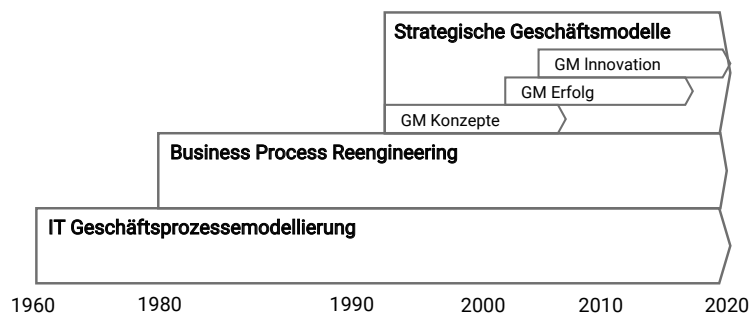 Strategische Geschäftsmodelle
GM Innovation
GM Erfolg
GM Konzepte
Business Process Reengineering
IT Geschäftsprozessemodellierung
1960 1980 1990 2000 2010 2020